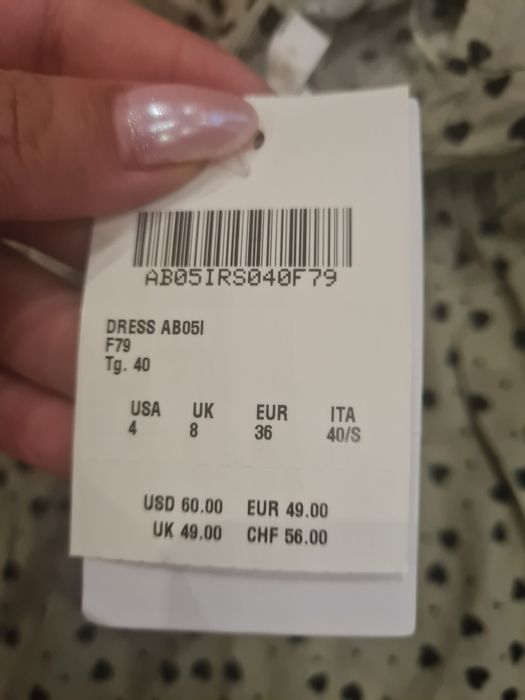 AB05IRS040F79
DRESS AB05I
F79
Tg. 40
USA UK EUR ITA
4 8 36 40/S
USD 60.00 EUR 49.00
UK 49.00 CHF 56.00